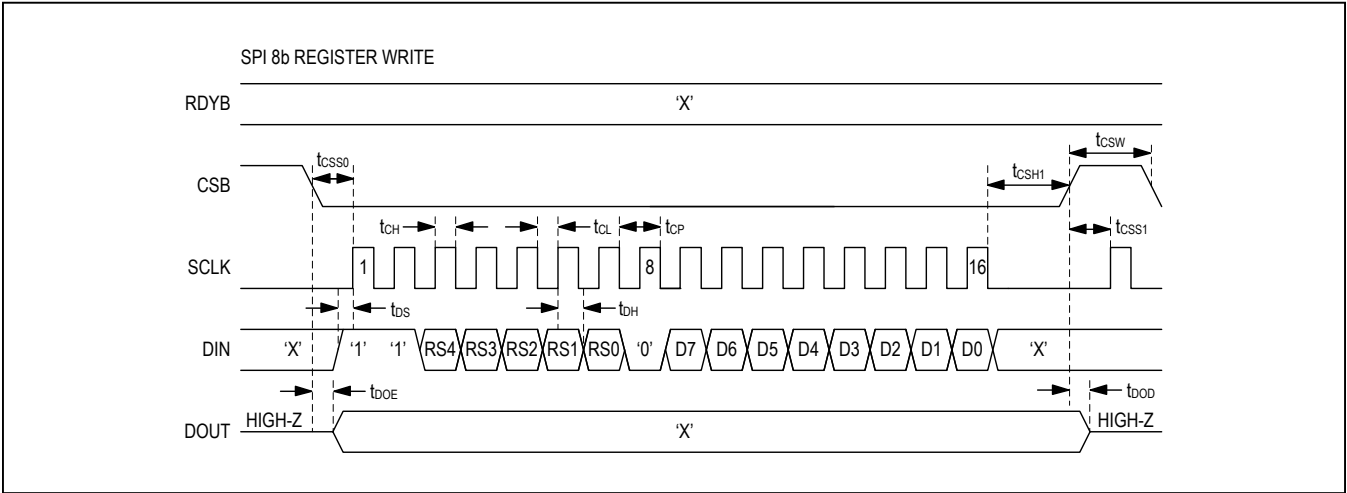 SPI 8b REGISTER WRITE
RDYB ‘X’
tCSW
tCSS0
CSB tCSH1
tCH tCL tCP tCSS1
SCLK 1 8 16
tDS tDH
DIN ‘X’ ‘1’ ‘1’ RS4 RS3 RS2 RS1 RS0 ‘0’ D7 D6 D5 D4 D3 D2 D1 D0 ‘X’
tDOE tDOD
DOUT HIGH-Z ‘X’ HIGH-Z